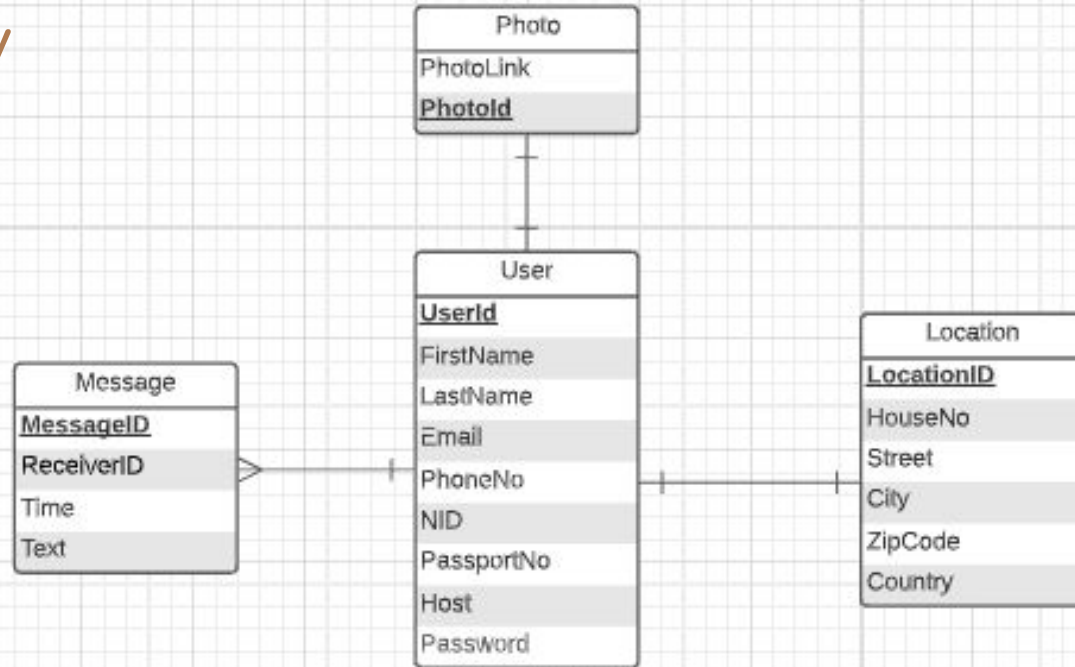 Photo
PhotoLink
PhotoId
User
UserId
FirstName
LastName
Email
PhoneNo
NID
PassportNo
Host
Password
Message
MessageID
ReceiverID
Time
Text
Location
LocationID
HouseNo
Street
City
ZipCode
Country